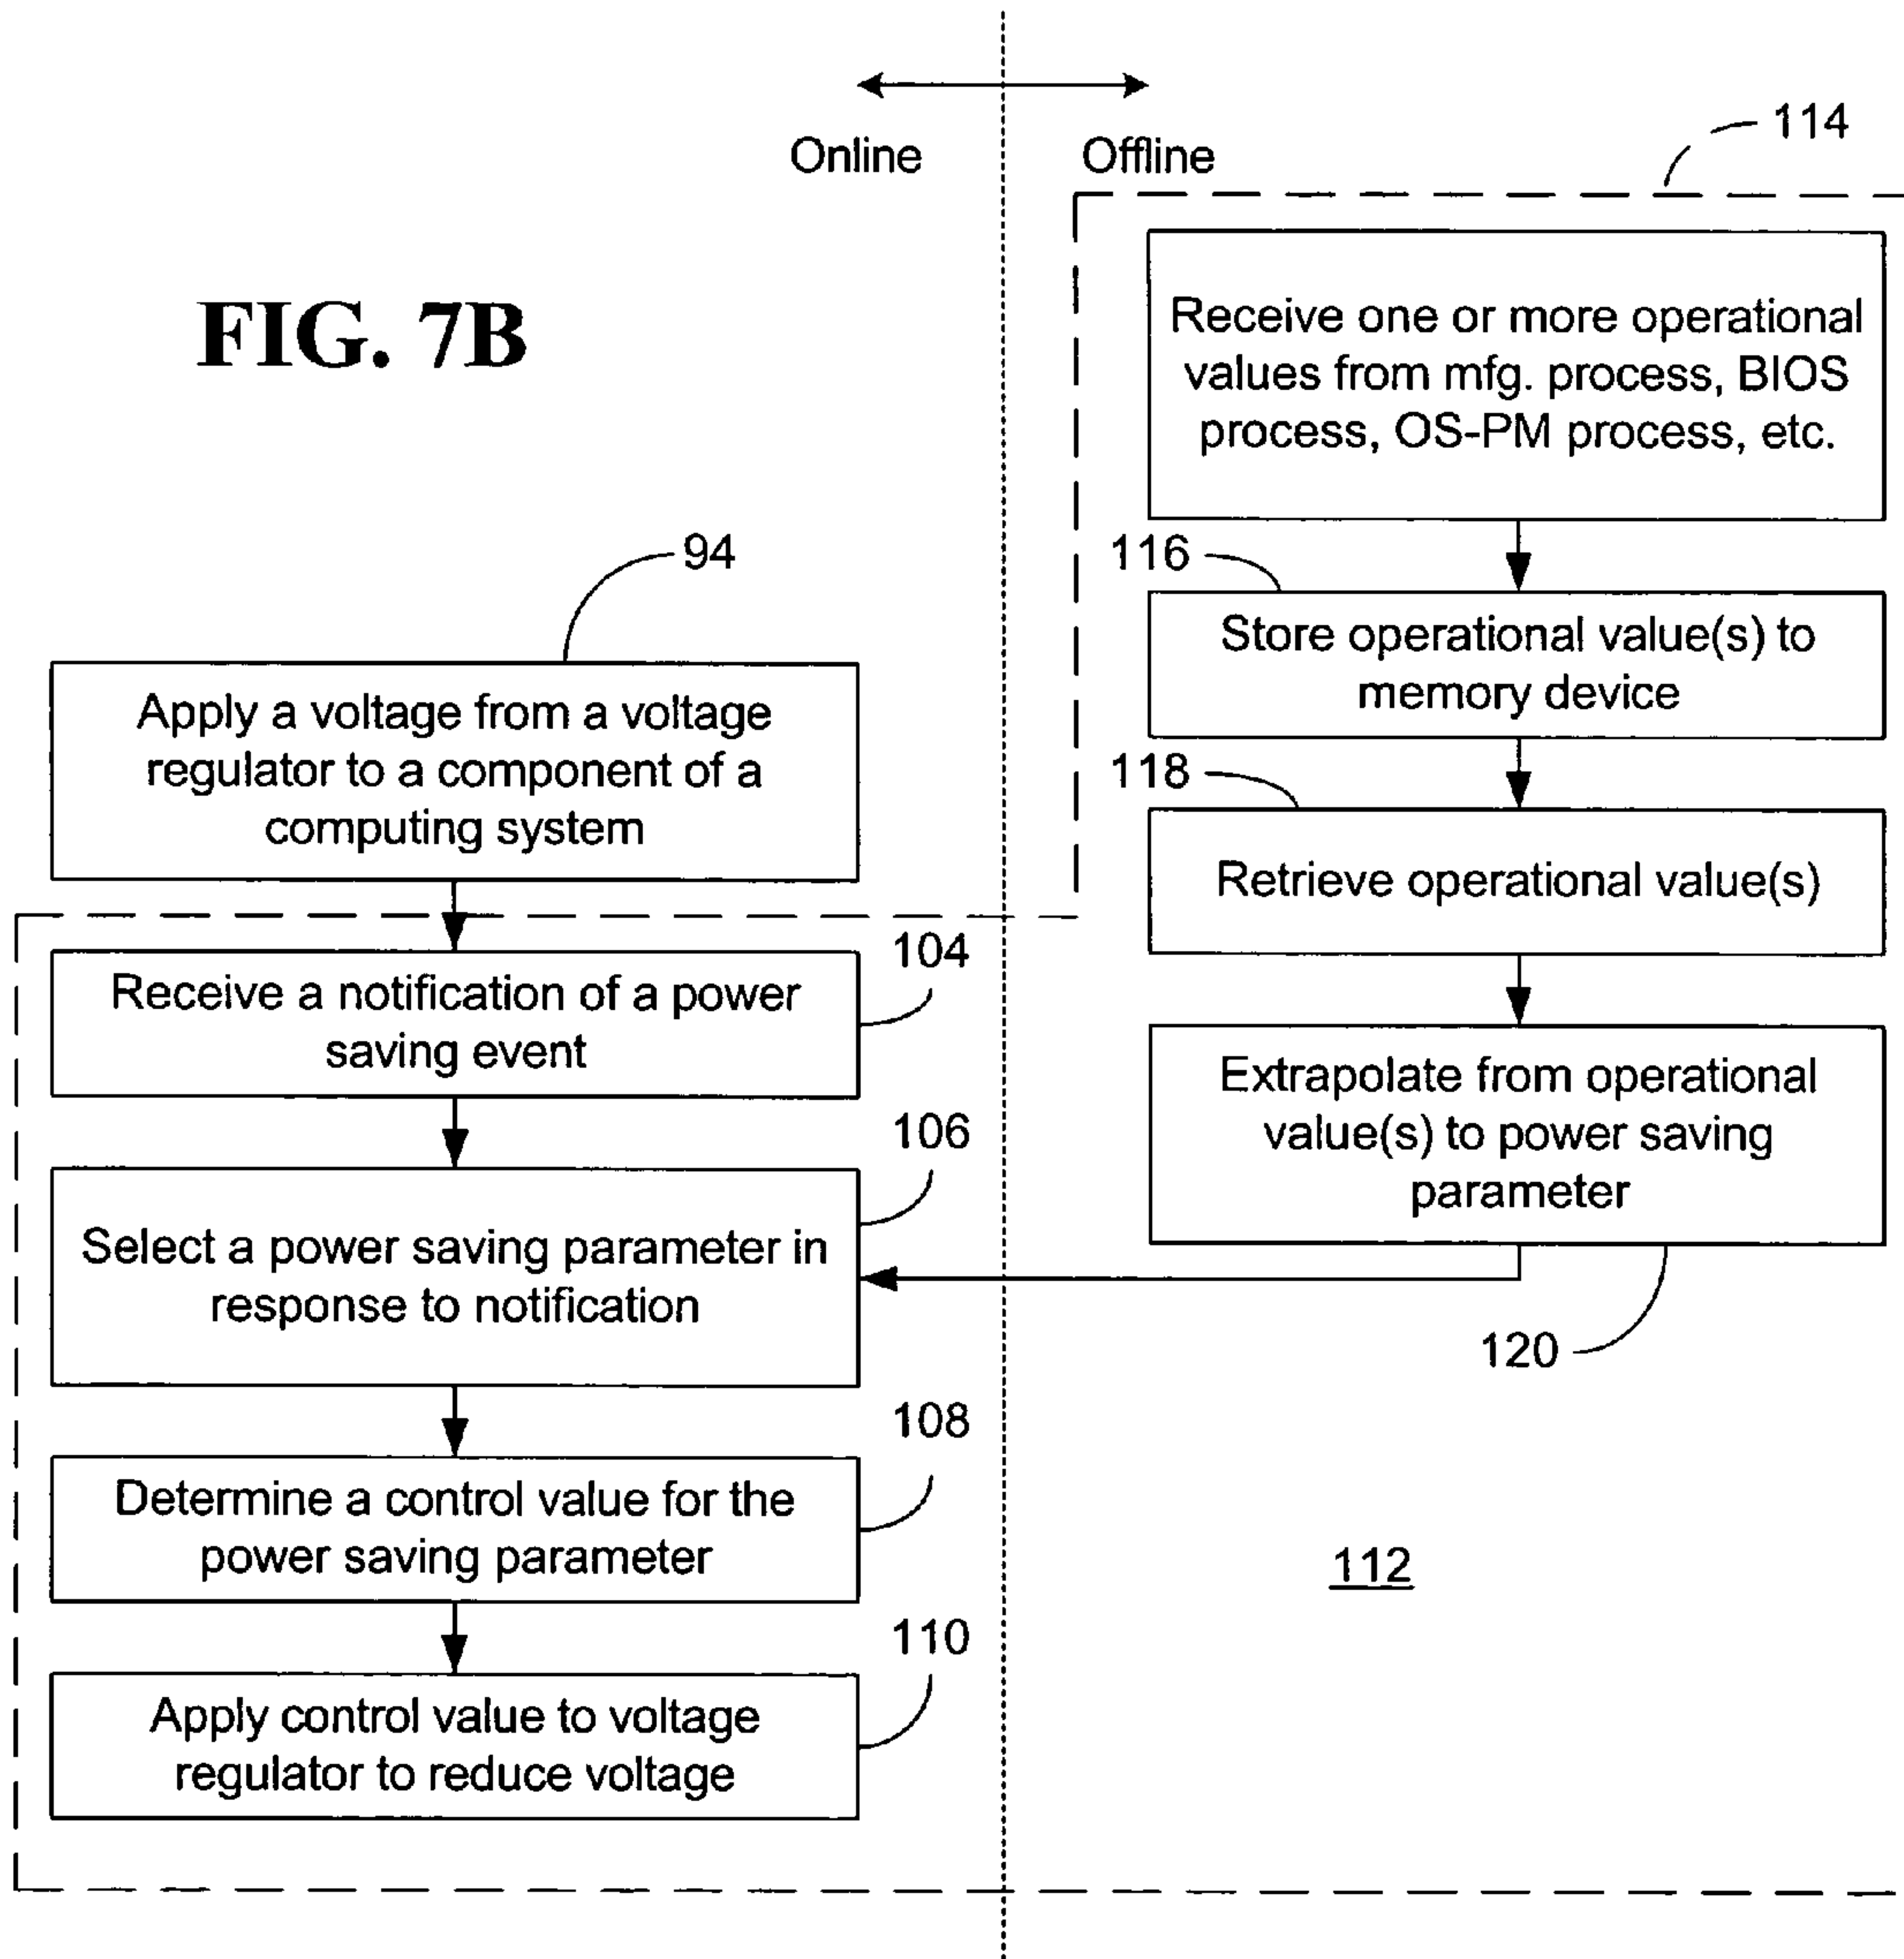 Online
Offline
114
FIG. 7B
Receive one or more operational
values from mfg. process, BIOS
process, OS-PM process, etc.
94
116
Store operational value(s) to
memory device
Apply a voltage from a voltage
regulator to a component of a
computing system
118
Retrieve operational value(s)
104
Receive a notification of a power
saving event
Extrapolate from operational
value(s) to power saving
parameter
106
Select a power saving parameter in
response to notification
120
108
Determine a control value for the
power saving parameter
112
110
Apply control value to voltage
regulator to reduce voltage